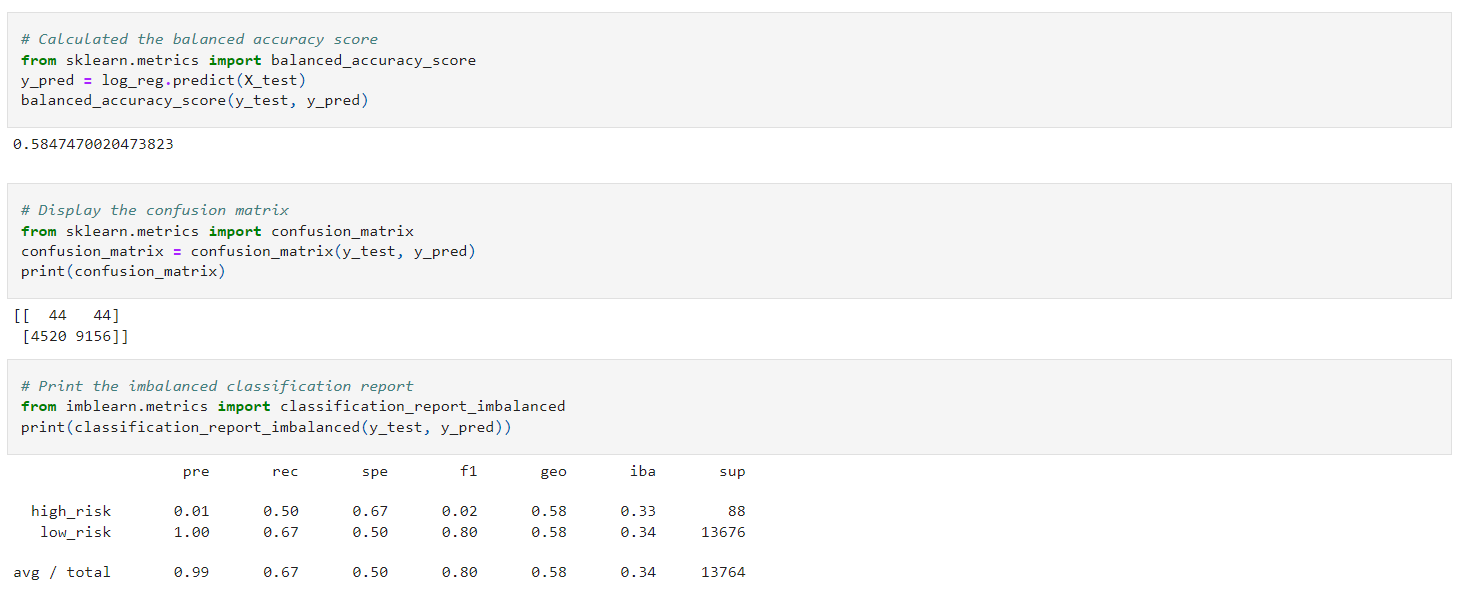 # Calculated the balanced accuracy score
from sklearn.metrics import balanced_accuracy_score
y_pred = log_reg.predict(X_test)
balanced_accuracy_score(y_test, y_pred)
0.5847470020473823
# Display the confusion matrix
from sklearn.metrics import confusion_matrix
confusion_matrix = confusion_matrix(y_test, y_pred)
print(confusion_matrix)
[[  44   44]
 [4520 9156]]
# Print the imbalanced classification report
from imblearn.metrics import classification_report_imbalanced
print(classification_report_imbalanced(y_test, y_pred))
                   pre       rec       spe        f1       geo       iba       sup
  high_risk       0.01      0.50      0.67      0.02      0.58      0.33        88
   low_risk       1.00      0.67      0.50      0.80      0.58      0.34     13676
avg / total       0.99      0.67      0.50      0.80      0.58      0.34     13764